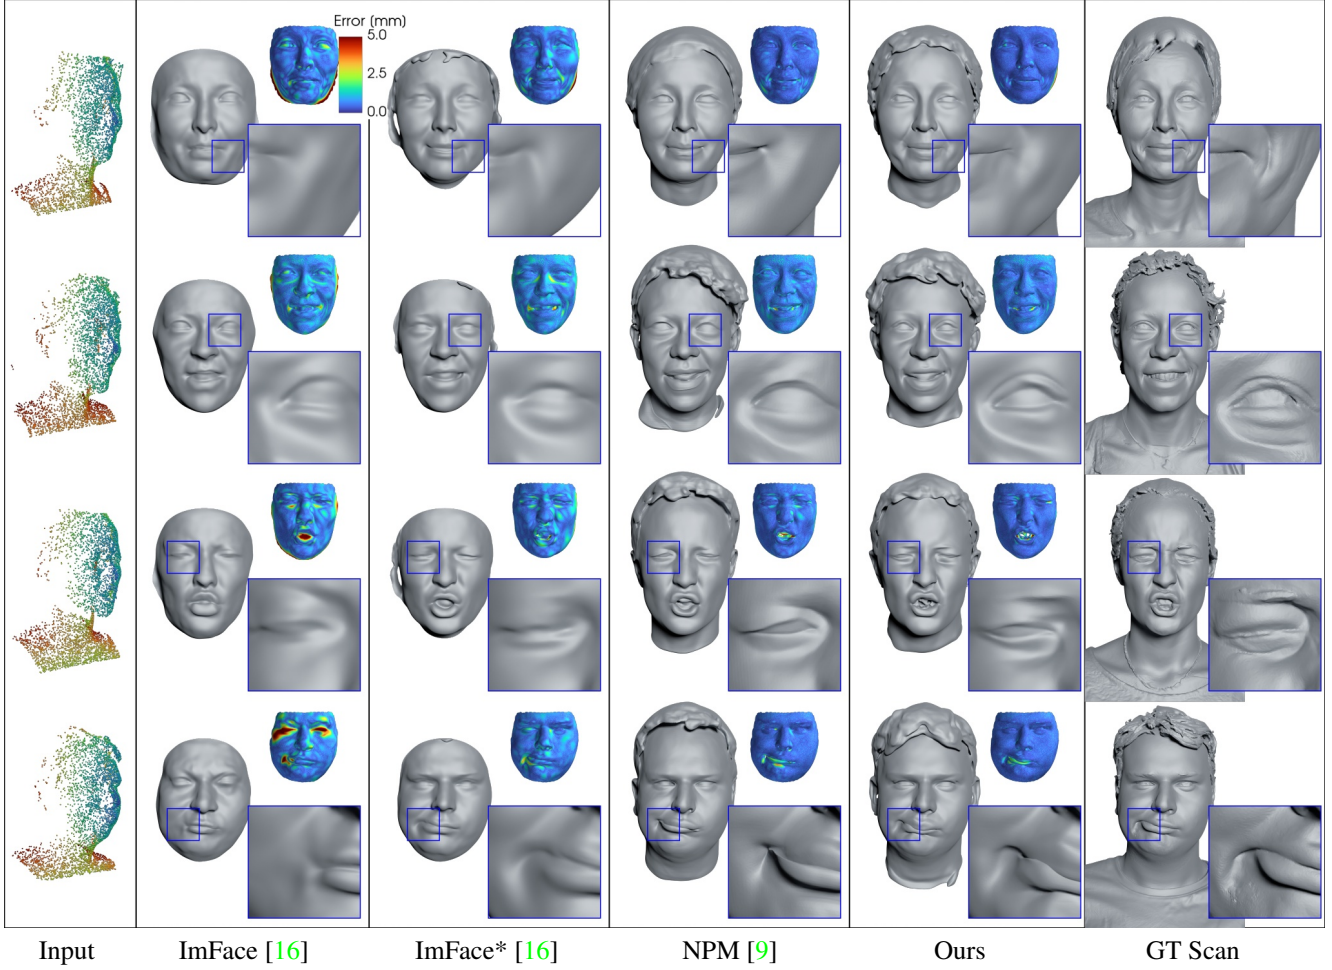 Error (mm)
5.0
2.5
0.0
Input
ImFace [16]
ImFace* [16]
NPM [9]
Ours
GT Scan